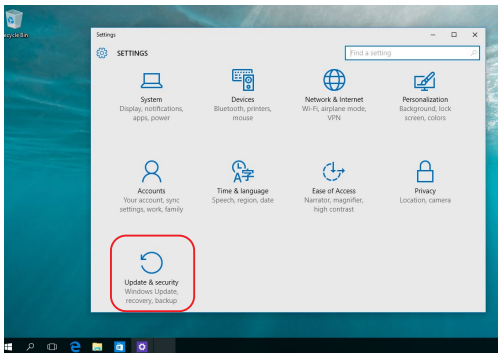 ecycle Bin
Settings
SETTINGS
Find a setting
System
Display, notifications,
apps, power
Devices
Bluetooth, printers,
mouse
Network & Internet
Wi-Fi, airplane mode,
VPN
Personalization
Background, lock
screen, colors
Accounts
Your account, sync
settings, work, family
Time & language
Speech, region, date
Ease of Access
Narrator, magnifier,
high contrast
Privacy
Location, camera
Update & security
Windows Update,
recovery, backup